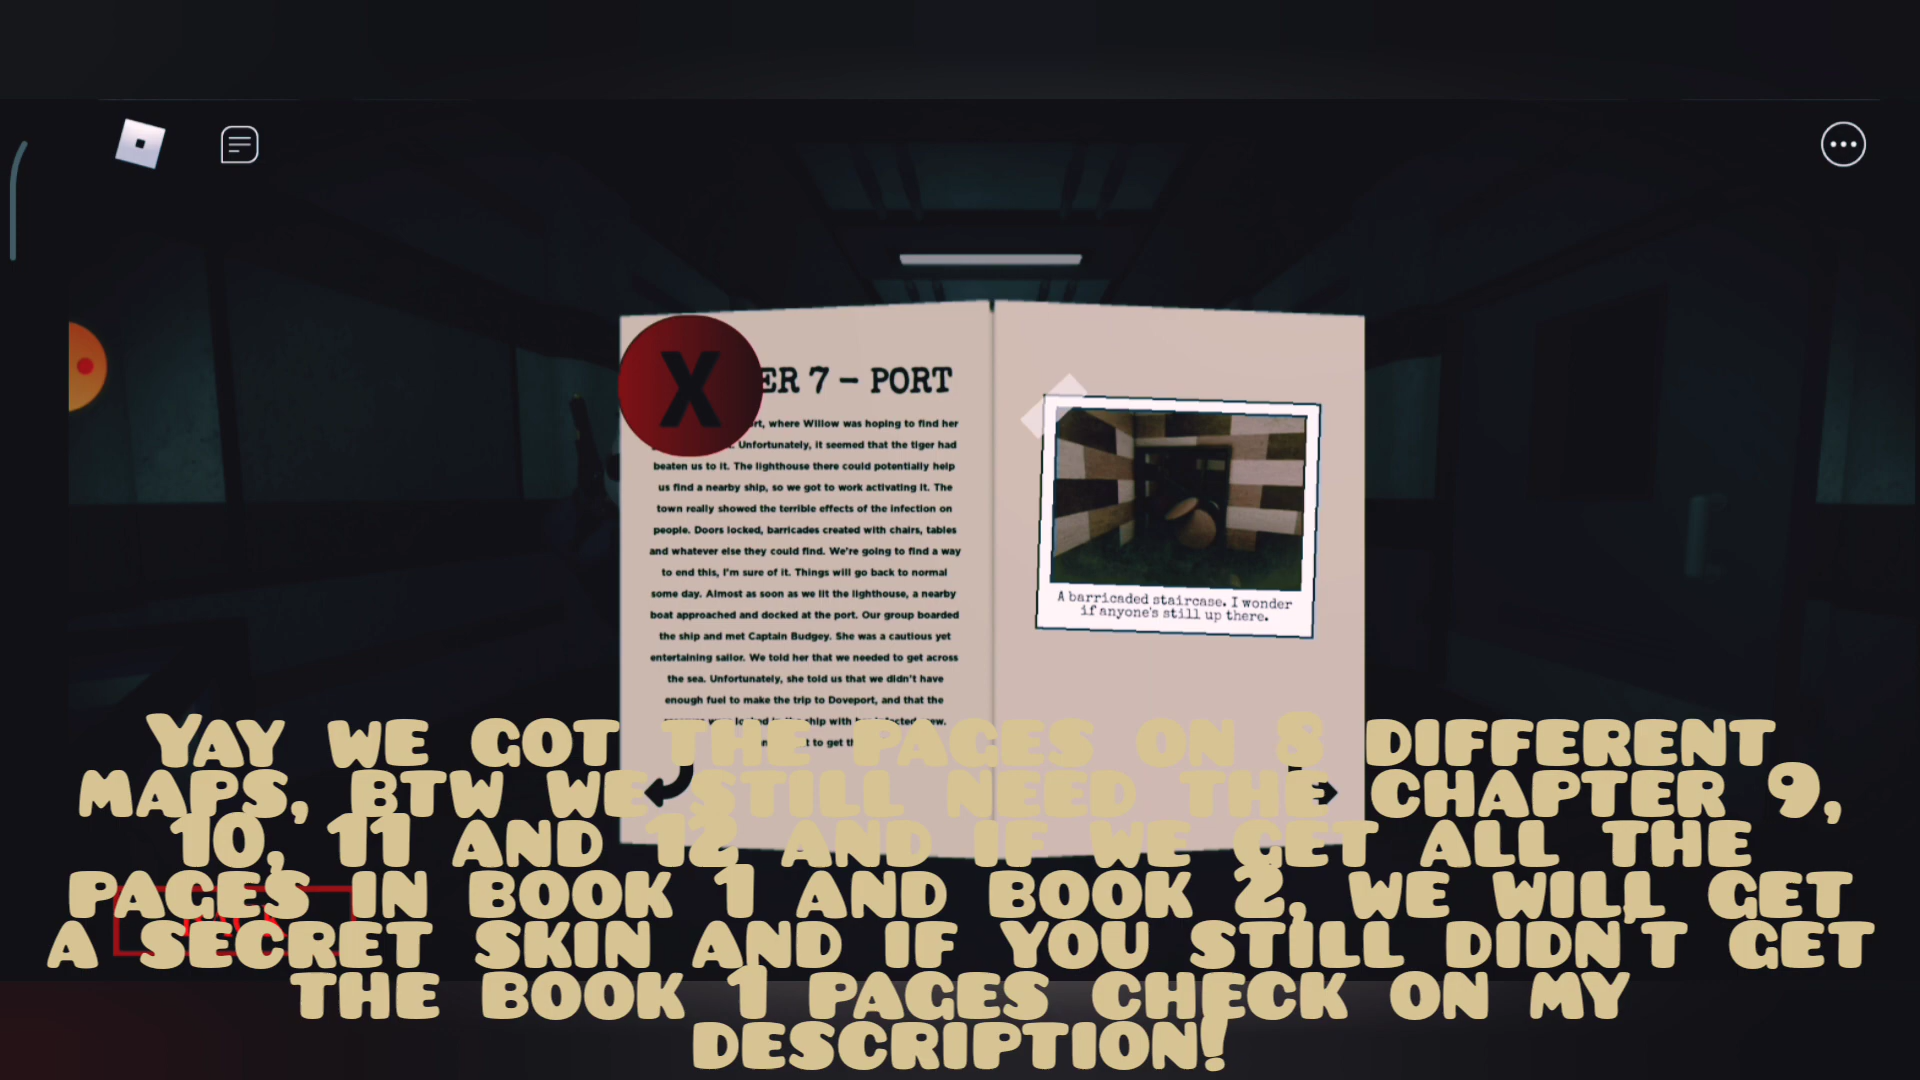 X
ER 7 – PORT
rt, where Willow was hoping to find her
. Unfortunately, it seemed that the tiger had
beaten us to it. The lighthouse there could potentially help
us find a nearby ship, so we got to work activating it. The
town really showed the terrible effects of the infection on
people. Doors locked, barricades created with chairs, tables
and whatever else they could find. We're going to find a way
to end this, I'm sure of it. Things will go back to normal
some day. Almost as soon as we lit the lighthouse, a nearby
boat approached and docked at the port. Our group boarded
the ship and met Captain Budgey. She was a cautious yet
entertaining sailor. We told her that we needed to get across
the sea. Unfortunately, she told us that we didn't have
enough fuel to make the trip to Doveport, and that the
ship with
to get
A barricaded staircase. I wonder
if anyone's still up there.
YAY WE GOT THE PAGES ON 8 DIFFERENT
MAPS, BTW WE STILL NEED THE CHAPTER 9,
10, 11 AND 12 AND IF WE GET ALL THE
PAGES IN BOOK 1 AND BOOK 2, WE WILL GET
A SECRET SKIN AND IF YOU STILL DIDN'T GET
THE BOOK 1 PAGES CHECK ON MY
DESCRIPTION!